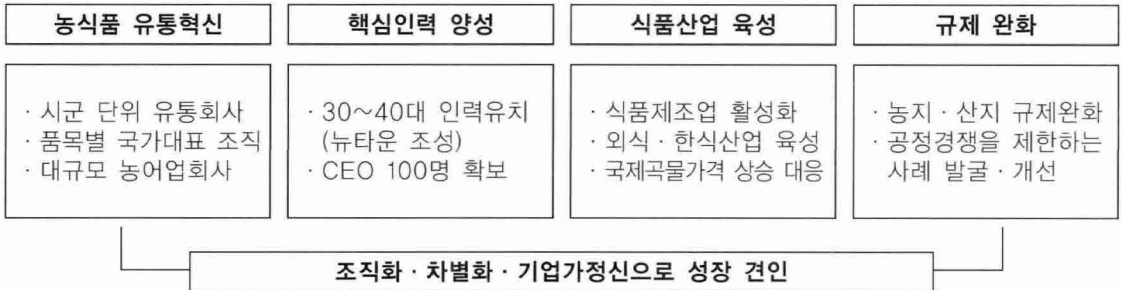 농식품 유통혁신
· 시군 단위 유통회사
· 품목별 국가대표 조직
· 대규모 농어업회사
핵심인력 양성
· 30~40대 인력유치
(뉴타운 조성)
· CEO 100명 확보
식품산업 육성
· 식품제조업 활성화
· 외식 · 한식산업 육성
· 국제곡물가격 상승 대응
규제 완화
· 농지 · 산지 규제완화
· 공정경쟁을 제한하는
사례 발굴 · 개선
조직화 · 차별화 · 기업가정신으로 성장 견인